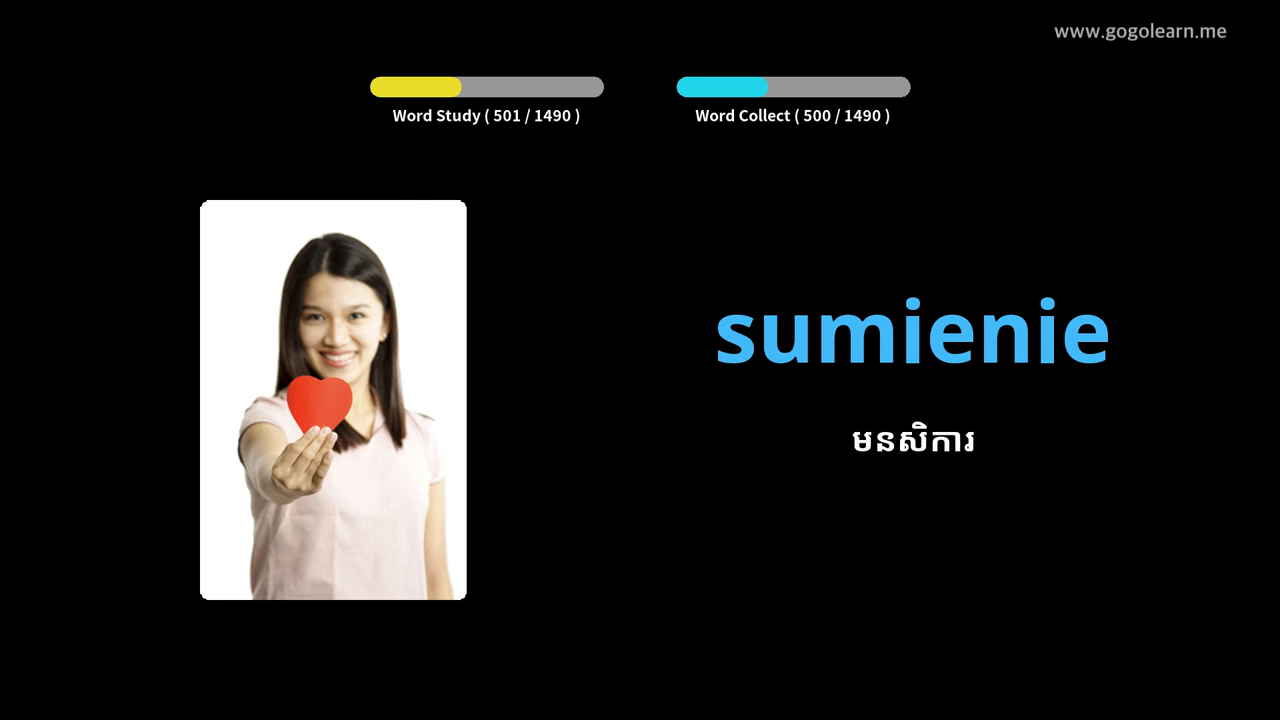 www.gogolearn.me
Word Study ( 501 / 1490 )
Word Collect ( 500 / 1490 )
sumienie
មនសិការ